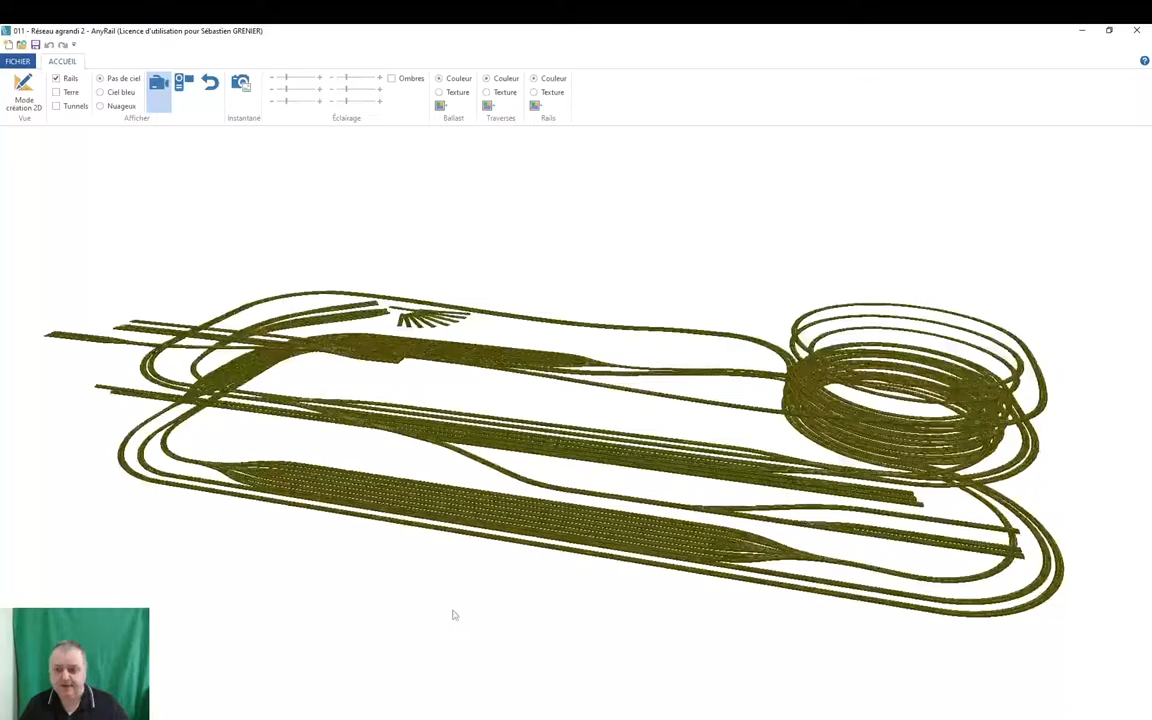 011 - Réseau agrandi 2 - AnyRail (Licence d'utilisation pour Sébastien GRENIER)
FICHIER
ACCUEIL
Mode création 2D
Vue
Rails
Terre
Tunnels
Pas de ciel
Ciel bleu
Nuageux
Afficher
Instantané
Ombres
Éclairage
Couleur
Texture
Ballast
Couleur
Texture
Traverses
Couleur
Texture
Rails